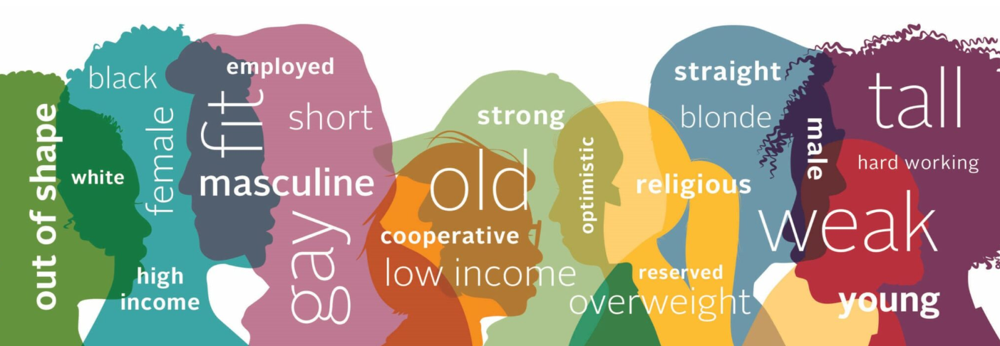 out of shape
black
white
female
high
income
employed
fit
short
masculine
gay
strong
old
optimistic
cooperative
low income
straight
blonde
religious
reserved
overweight
male
tall
hard working
weak
young